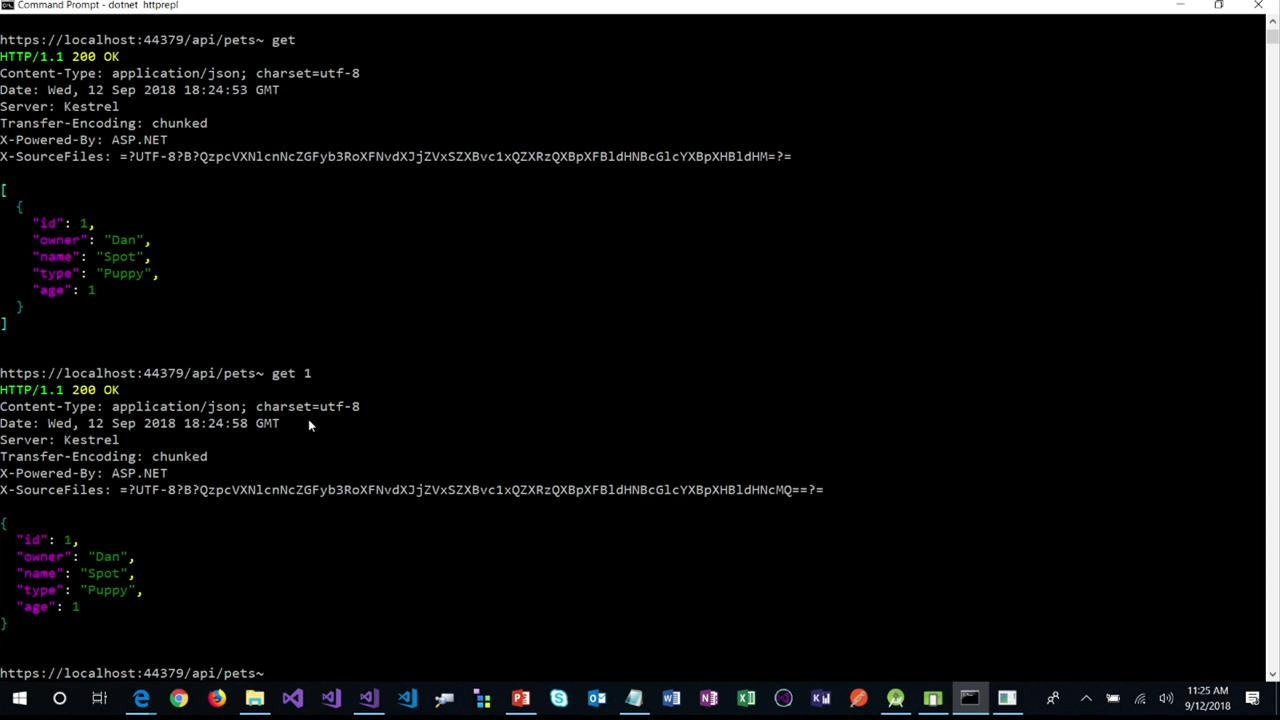 Command Prompt - dotnet httprepl
https://localhost:44379/api/pets~ get
HTTP/1.1 200 OK
Content-Type: application/json; charset=utf-8
Date: Wed, 12 Sep 2018 18:24:53 GMT
Server: Kestrel
Transfer-Encoding: chunked
X-Powered-By: ASP.NET
X-SourceFiles: =?UTF-8?B?QzpcVXNlcnNcZGFyb3RoXFNvdXJjZVxSZXBvc1xQZXRzQXBpXFBldHNBcGlcYXBpXHBldHM=?=
[
{
"id": 1,
"owner": "Dan",
"name": "Spot",
"type": "Puppy",
"age": 1
}
]
https://localhost:44379/api/pets~ get 1
HTTP/1.1 200 OK
Content-Type: application/json; charset=utf-8
Date: Wed, 12 Sep 2018 18:24:58 GMT
Server: Kestrel
Transfer-Encoding: chunked
X-Powered-By: ASP.NET
X-SourceFiles: =?UTF-8?B?QzpcVXNlcnNcZGFyb3RoXFNvdXJjZVxSZXBvc1xQZXRzQXBpXFBldHNBcGlcYXBpXHBldHNcMQ==?=
{
"id": 1,
"owner": "Dan",
"name": "Spot",
"type": "Puppy",
"age": 1
}
https://localhost:44379/api/pets~
11:25 AM
9/12/2018